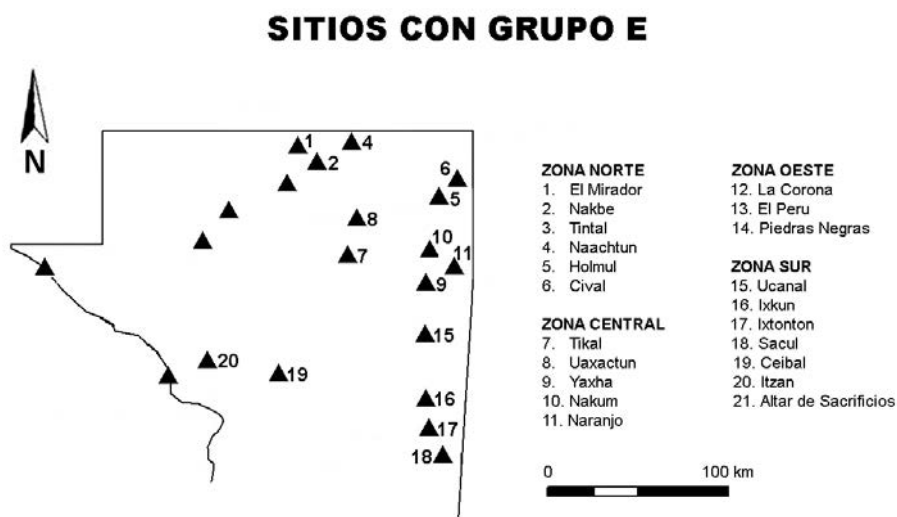 SITIOS CON GRUPO E
N
1
4
2
6
5
8
10
7
11
9
15
20
19
16
17
18
ZONA NORTE
1. El Mirador
2. Nakbe
3. Tintal
4. Naachtun
5. Holmul
6. Cival
ZONA CENTRAL
7. Tikal
8. Uaxactun
9. Yaxha
10. Nakum
11. Naranjo
ZONA OESTE
12. La Corona
13. El Peru
14. Piedras Negras
ZONA SUR
15. Ucanal
16. Ixkun
17. Ixtonton
18. Sacul
19. Ceibal
20. Itzan
21. Altar de Sacrificios
0 100 km